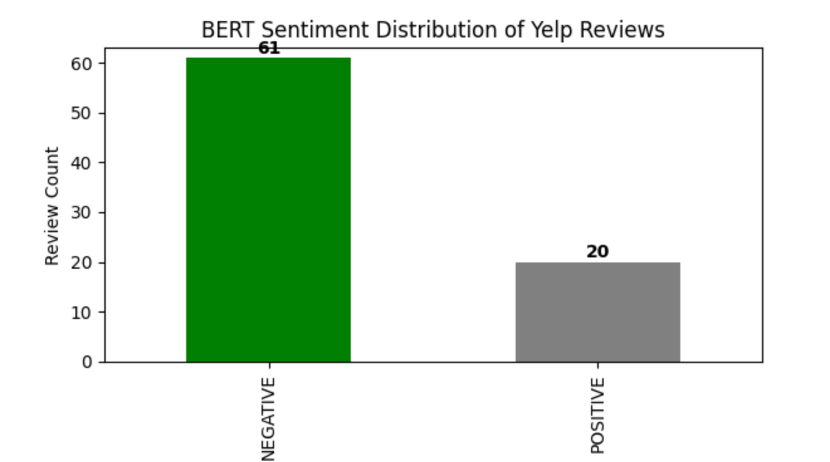 BERT Sentiment Distribution of Yelp Reviews
61
60
50
40
30
20
20
10
0
Review Count
NEGATIVE
POSITIVE